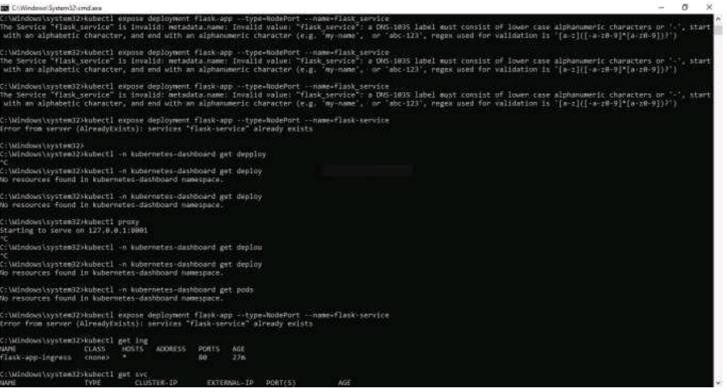 C:\Windows\System32\cmd.exe
C:\Windows\system32>kubectl expose deployment flask-app --type=NodePort --name=flask_service
The Service "flask_service" is invalid: metadata.name: Invalid value: "flask_service": a DNS-1035 label must consist of lower case alphanumeric characters or '-', start
with an alphabetic character, and end with an alphanumeric character (e.g. 'my-name', or 'abc-123', regex used for validation is '[a-z]([-a-z0-9]*[a-z0-9])?')
C:\Windows\system32>kubectl expose deployment flask-app --type=NodePort --name=flask_service
The Service "flask_service" is invalid: metadata.name: Invalid value: "flask_service": a DNS-1035 label must consist of lower case alphanumeric characters or '-', start
with an alphabetic character, and end with an alphanumeric character (e.g. 'my-name', or 'abc-123', regex used for validation is '[a-z]([-a-z0-9]*[a-z0-9])?')
C:\Windows\system32>kubectl expose deployment flask-app --type=NodePort --name=flask_service
The Service "flask_service" is invalid: metadata.name: Invalid value: "flask_service": a DNS-1035 label must consist of lower case alphanumeric characters or '-', start
with an alphabetic character, and end with an alphanumeric character (e.g. 'my-name', or 'abc-123', regex used for validation is '[a-z]([-a-z0-9]*[a-z0-9])?')
C:\Windows\system32>kubectl expose deployment flask-app --type=NodePort --name=flask-service
Error from server (AlreadyExists): services "flask-service" already exists
C:\Windows\system32>
C:\Windows\system32>kubectl -n kubernetes-dashboard get depploy
^C
C:\Windows\system32>kubectl -n kubernetes-dashboard get deploy
No resources found in kubernetes-dashboard namespace.
C:\Windows\system32>kubectl -n kubernetes-dashboard get deploy
No resources found in kubernetes-dashboard namespace.
C:\Windows\system32>kubectl proxy
Starting to serve on 127.0.0.1:8001
^C
C:\Windows\system32>kubectl -n kubernetes-dashboard get deplou
^C
C:\Windows\system32>kubectl -n kubernetes-dashboard get deploy
No resources found in kubernetes-dashboard namespace.
C:\Windows\system32>kubectl -n kubernetes-dashboard get pods
No resources found in kubernetes-dashboard namespace.
C:\Windows\system32>kubectl expose deployment flask-app --type=NodePort --name=flask-service
Error from server (AlreadyExists): services "flask-service" already exists
C:\Windows\system32>kubectl get ing
NAME CLASS HOSTS ADDRESS PORTS AGE
flask-app-ingress <none> * 80 27m
C:\Windows\system32>kubectl get svc
NAME TYPE CLUSTER-IP EXTERNAL-IP PORT(S) AGE